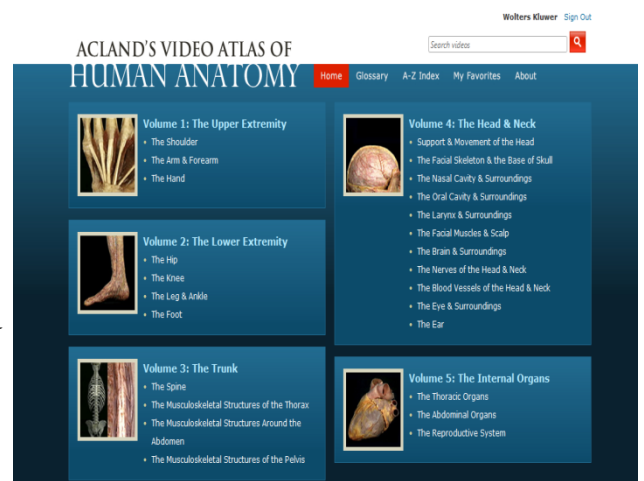 Wolters Kluwer Sign Out
ACLAND'S VIDEO ATLAS OF
HUMAN ANATOMY
Search videos
Home Glossary A-Z Index My Favorites About
Volume 1: The Upper Extremity
The Shoulder
The Arm & Forearm
The Hand
Volume 2: The Lower Extremity
The Hip
The Knee
The Leg & Ankle
The Foot
Volume 3: The Trunk
The Spine
The Musculoskeletal Structures of the Thorax
The Musculoskeletal Structures Around the
Abdomen
The Musculoskeletal Structures of the Pelvis
Volume 4: The Head & Neck
Support & Movement of the Head
The Facial Skeleton & the Base of Skull
The Nasal Cavity & Surroundings
The Oral Cavity & Surroundings
The Larynx & Surroundings
The Facial Muscles & Scalp
The Brain & Surroundings
The Nerves of the Head & Neck
The Blood Vessels of the Head & Neck
The Eye & Surroundings
The Ear
Volume 5: The Internal Organs
The Thoracic Organs
The Abdominal Organs
The Reproductive System